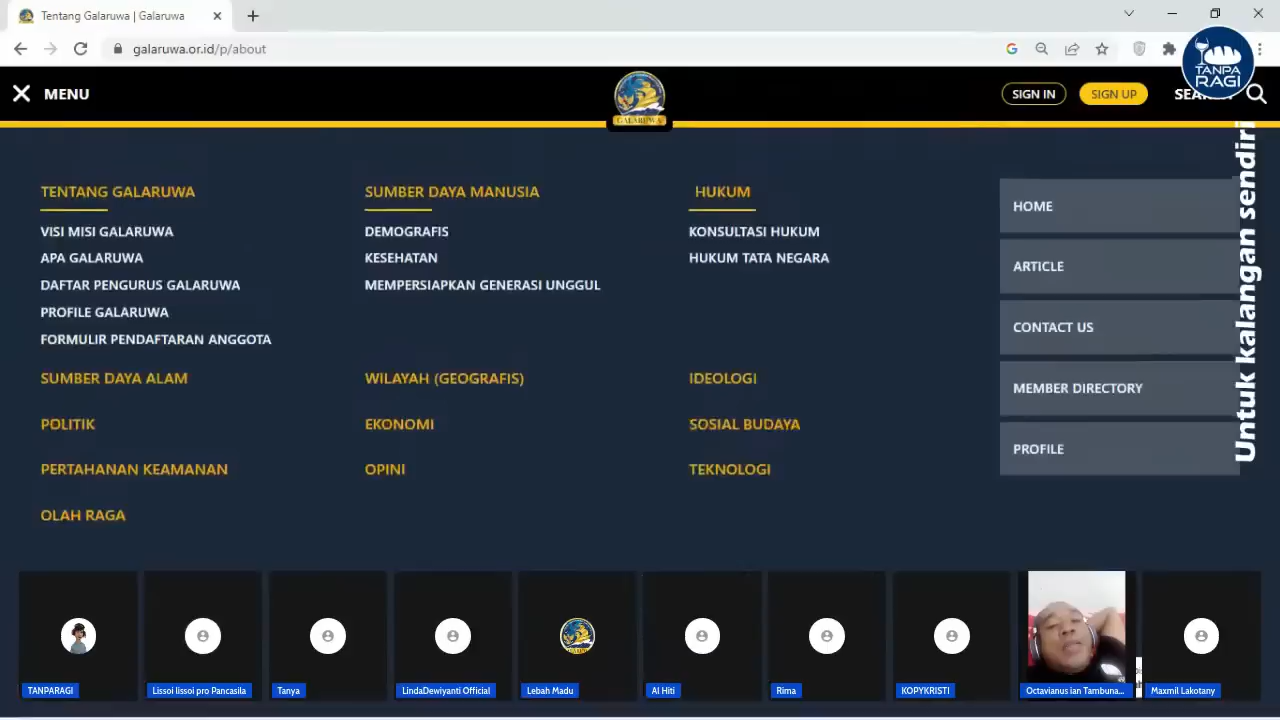 Tentang Galaruwa | Galaruwa
galaruwa.or.id/p/about
MENU
GALARUWA
SIGN IN
SIGN UP
TANPA
RAGI
Untuk kalangan sendiri
TENTANG GALARUWA
VISI MISI GALARUWA
APA GALARUWA
DAFTAR PENGURUS GALARUWA
PROFILE GALARUWA
FORMULIR PENDAFTARAN ANGGOTA
SUMBER DAYA MANUSIA
DEMOGRAFIS
KESEHATAN
MEMPERSIAPKAN GENERASI UNGGUL
HUKUM
KONSULTASI HUKUM
HUKUM TATA NEGARA
SUMBER DAYA ALAM
WILAYAH (GEOGRAFIS)
IDEOLOGI
POLITIK
EKONOMI
SOSIAL BUDAYA
PERTAHANAN KEAMANAN
OPINI
TEKNOLOGI
OLAH RAGA
HOME
ARTICLE
CONTACT US
MEMBER DIRECTORY
PROFILE
TANPARAGI
Lissoi lissoi pro Pancasila
Tanya
LindaDewiyanti Official
Lebah Madu
Al Hiti
Rima
KOPYKRISTI
Octavianus ian Tambuna...
Maxmil Lakotany